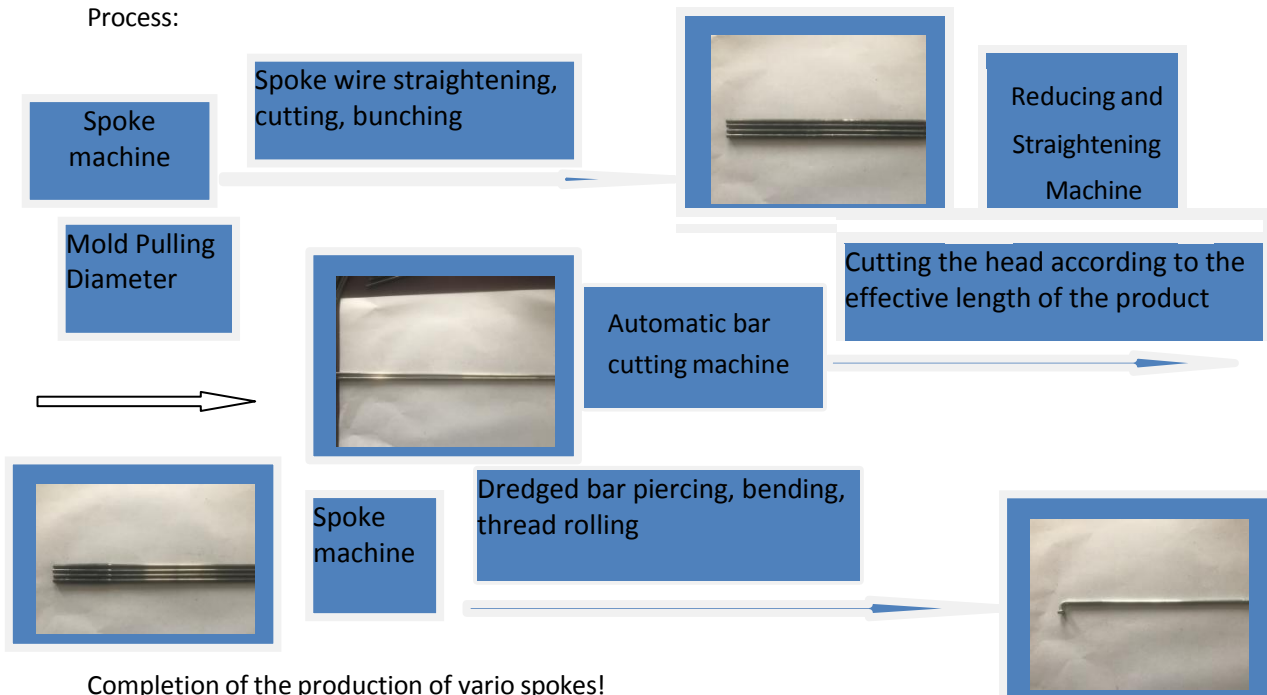 Process:
Spoke
machine
Spoke wire straightening,
cutting, bunching
Reducing and
Straightening
Machine
Mold Pulling
Diameter
Automatic bar
cutting machine
Cutting the head according to the
effective length of the product
Spoke
machine
Dredged bar piercing, bending,
thread rolling
Completion of the production of vario spokes!